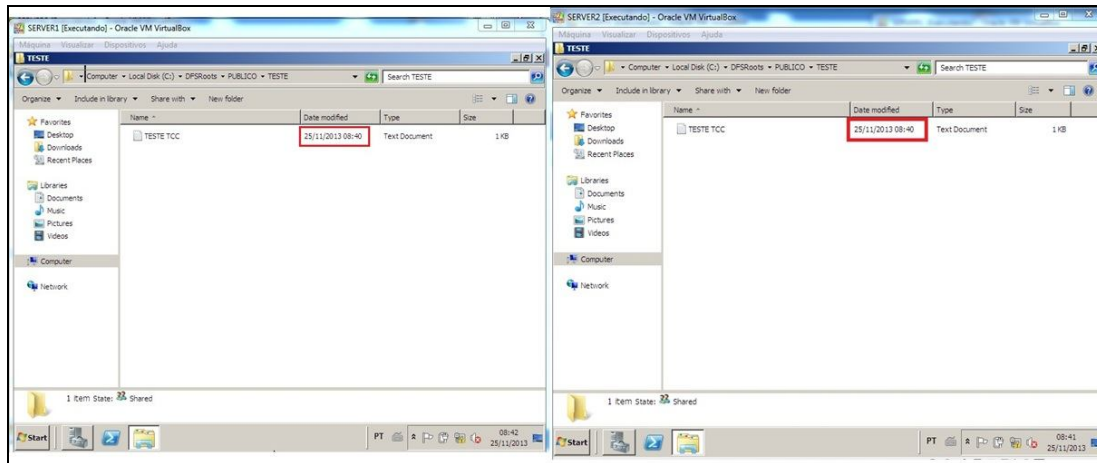 SERVER1 [Executando] - Oracle VM VirtualBox
Máquina Visualizar Dispositivos Ajuda
TESTE
Computer ▸ Local Disk (C:) ▸ DFSRoots ▸ PUBLICO ▸ TESTE
Search TESTE
Organize Include in library Share with New folder
Favorites
Desktop
Downloads
Recent Places
Libraries
Documents
Music
Pictures
Videos
Computer
Network
Name Date modified Type Size
TESTE TCC 25/11/2013 08:40 Text Document 1 KB
1 item State: Shared
Start PT 08:42
25/11/2013
SERVER2 [Executando] - Oracle VM VirtualBox
Máquina Visualizar Dispositivos Ajuda
TESTE
Computer ▸ Local Disk (C:) ▸ DFSRoots ▸ PUBLICO ▸ TESTE
Search TESTE
Organize Include in library Share with New folder
Favorites
Desktop
Downloads
Recent Places
Libraries
Documents
Music
Pictures
Videos
Computer
Network
Name Date modified Type Size
TESTE TCC 25/11/2013 08:40 Text Document 1 KB
1 item State: Shared
Start PT 08:41
25/11/2013